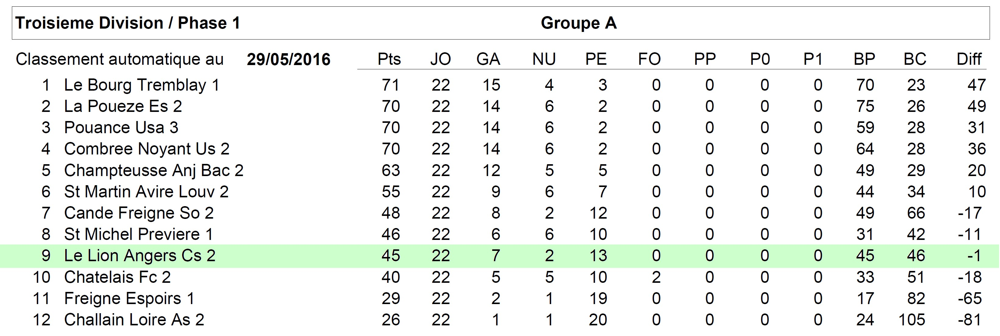 Troisieme Division / Phase 1 Groupe A
Classement automatique au 29/05/2016 Pts JO GA NU PE FO PP P0 P1 BP BC Diff
1 Le Bourg Tremblay 1 71 22 15 4 3 0 0 0 0 70 23 47
2 La Poueze Es 2 70 22 14 6 2 0 0 0 0 75 26 49
3 Pouance Usa 3 70 22 14 6 2 0 0 0 0 59 28 31
4 Combree Noyant Us 2 70 22 14 6 2 0 0 0 0 64 28 36
5 Champteusse Anj Bac 2 63 22 12 5 5 0 0 0 0 49 29 20
6 St Martin Avire Louv 2 55 22 9 6 7 0 0 0 0 44 34 10
7 Cande Freigne So 2 48 22 8 2 12 0 0 0 0 49 66 -17
8 St Michel Previere 1 46 22 6 6 10 0 0 0 0 31 42 -11
9 Le Lion Angers Cs 2 45 22 7 2 13 0 0 0 0 45 46 -1
10 Chatelais Fc 2 40 22 5 5 10 2 0 0 0 33 51 -18
11 Freigne Espoirs 1 29 22 2 1 19 0 0 0 0 17 82 -65
12 Challain Loire As 2 26 22 1 1 20 0 0 0 0 24 105 -81